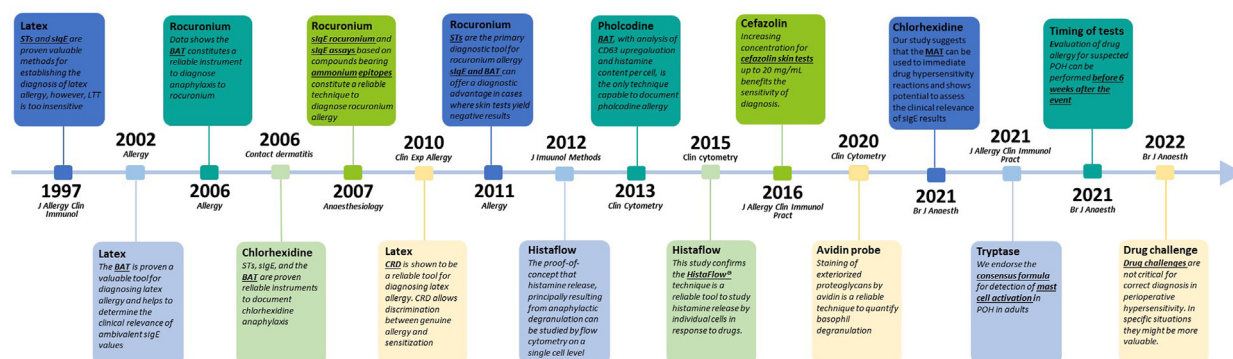 Latex
STs and sIgE are
proven valuable
methods for
establishing the
diagnosis of latex
allergy, however, LTT
is too insensitive
Rocuronium
Data shows the
BAT constitutes a
reliable instrument
to diagnose
anaphylaxis to
rocuronium
Rocuronium
sIgE rocuronium and
sIgE assays based on
compounds bearing
ammonium epitopes
constitute a reliable
technique to
diagnose rocuronium
allergy
Rocuronium
STs are the primary
diagnostic tool for
rocuronium allergy
sIgE and BAT can
offer a diagnostic
advantage in cases
where skin tests yield
negative results
Pholcodine
BAT, with analysis of
CD63 upregaluation
and histamine
content per cell, is
the only technique
capable to document
pholcodine allergy
Cefazolin
Increasing
concentration for
cefazolin skin tests
up to 20 mg/mL
benefits the
sensitivity of
diagnosis.
Chlorhexidine
Our study suggests
that the MAT can be
used to immediate
drug hypersensitivity
reactions and shows
potential to assess
the clinical relevance
of sIgE results
Timing of tests
Evaluation of drug
allergy for suspected
POH can be
performed before 6
weeks after the
event
1997
J Allergy Clin
Immunol
2002
Allergy
2006
Allergy
2006
Contact dermatitis
2007
Anaesthesiology
2010
Clin Exp Allergy
2011
Allergy
2012
J Imuunol Methods
2013
Clin Cytometry
2015
Clin cytometry
2016
J Allergy Clin Immunol
Pract
2020
Clin Cytometry
2021
Br J Anaesth
2021
J Allergy Clin Immunol
Pract
2021
Br J Anaesth
2022
Br J Anaesth
Latex
The BAT is proven a
valuable tool for
diagnosing latex
allergy and helps to
determine the
clinical relevance of
ambivalent sIgE
values
Chlorhexidine
STs, sIgE, and the
BAT are proven
reliable instruments
to document
chlorhexidine
anaphylaxis
Latex
CRD is shown to be
a reliable tool for
diagnosing latex
allergy. CRD allows
discrimination
between genuine
allergy and
sensitization
Histaflow
The proof-of-
concept that
histamine release,
principally resulting
from anaphylactic
degranulation can
be studied by flow
cytometry on a
single cell level
Histaflow
This study confirms
the HistaFlow®
technique is a
reliable tool to study
histamine release by
individual cells in
response to drugs.
Avidin probe
Staining of
exteriorized
proteoglycans by
avidin is a reliable
technique to quantify
basophil
degranulation
Tryptase
We endorse the
consensus formula
for detection of mast
cell activation in
POH in adults
Drug challenge
Drug challenges are
not critical for
correct diagnosis in
perioperative
hypersensitivity. In
specific situations
they might be more
valuable.